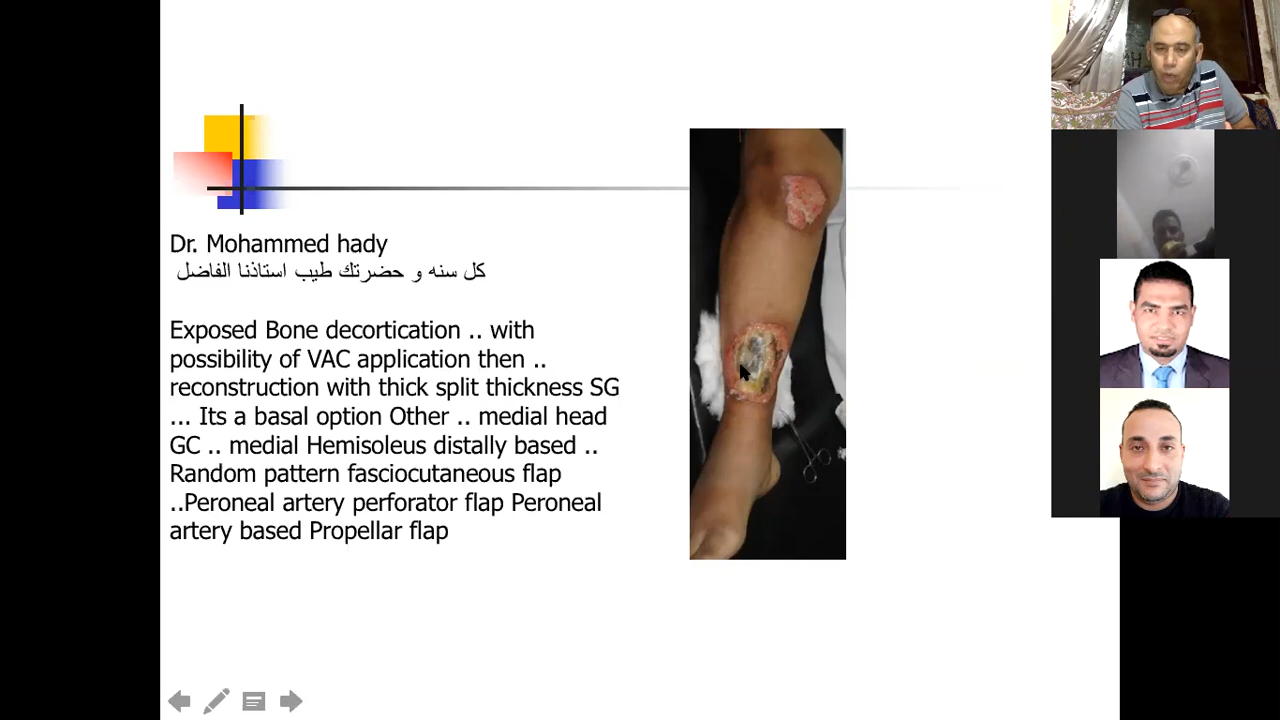 Dr. Mohammed hady
كل سنه و حضرتك طيب استاذنا الفاضل
Exposed Bone decortication .. with
possibility of VAC application then ..
reconstruction with thick split thickness SG
... Its a basal option Other .. medial head
GC .. medial Hemisoleus distally based ..
Random pattern fasciocutaneous flap
..Peroneal artery perforator flap Peroneal
artery based Propellar flap